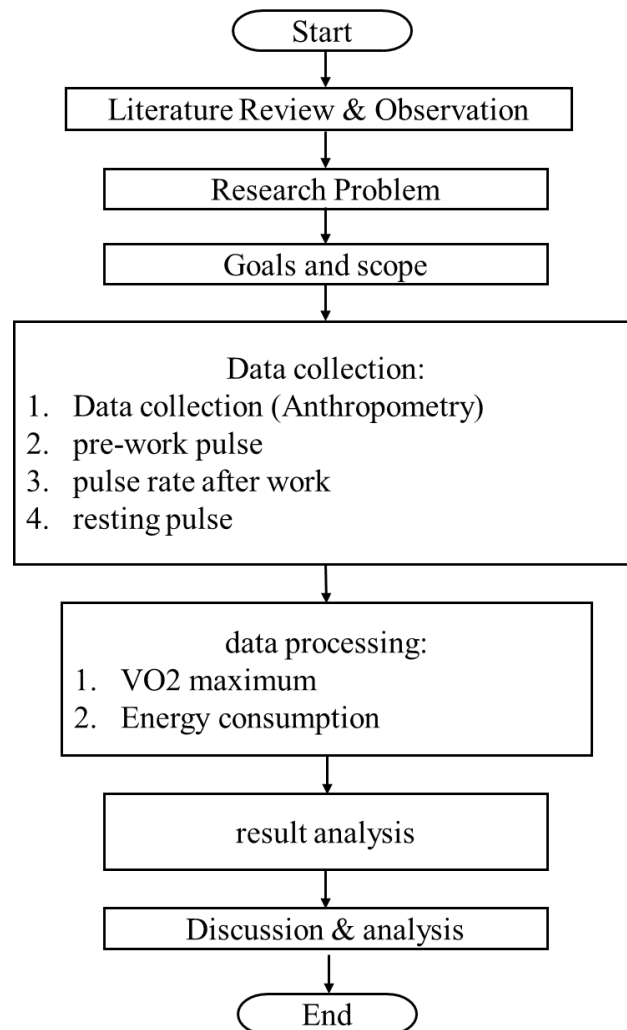 Start
Literature Review & Observation
Research Problem
Goals and scope
Data collection:
1. Data collection (Anthropometry)
2. pre-work pulse
3. pulse rate after work
4. resting pulse
data processing:
1. VO2 maximum
2. Energy consumption
result analysis
Discussion & analysis
End